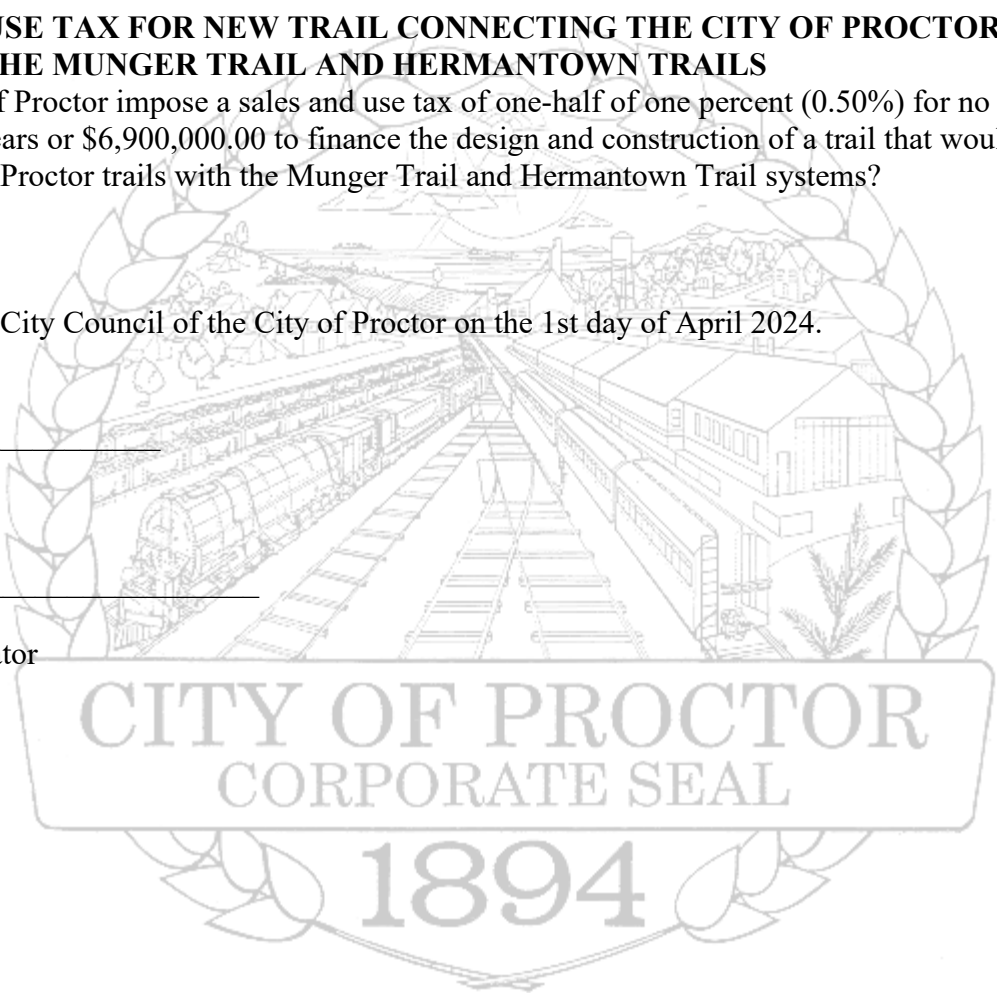 USE TAX FOR NEW TRAIL CONNECTING THE CITY OF PROCTOR
HE MUNGER TRAIL AND HERMANTOWN TRAILS
f Proctor impose a sales and use tax of one-half of one percent (0.50%) for no
ears or $6,900,000.00 to finance the design and construction of a trail that woul
Proctor trails with the Munger Trail and Hermantown Trail systems?
City Council of the City of Proctor on the 1st day of April 2024.
ator
CITY OF PROCTOR
CORPORATE SEAL
1894